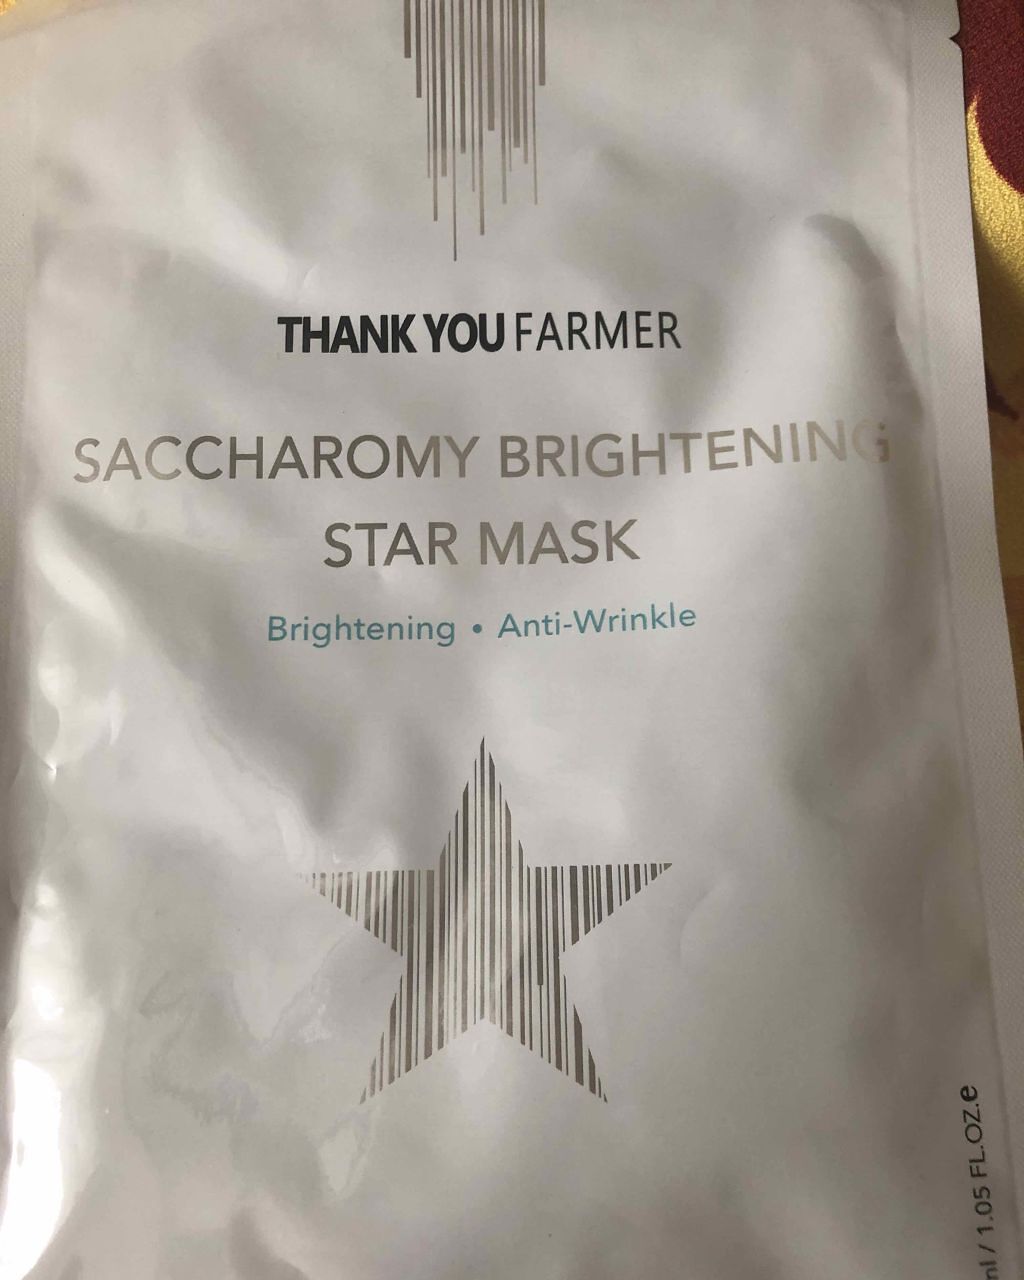 THANK YOU FARMER
SACCHAROMY BRIGHTENING
STAR MASK
Brightening • Anti-Wrinkle
/ 1.05 FL.OZ.e